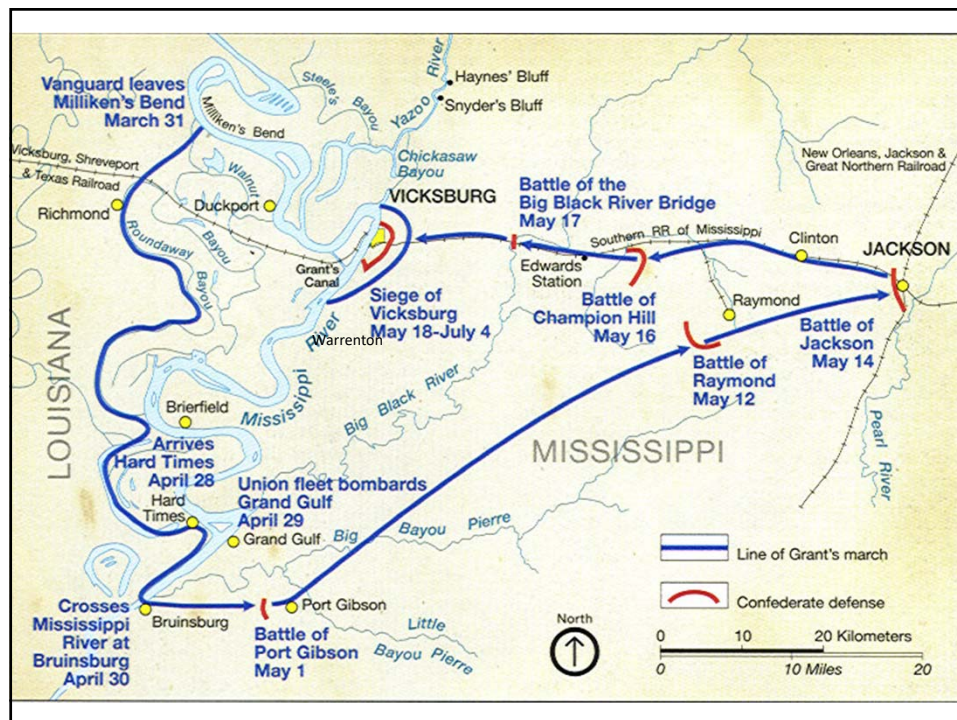 Vanguard leaves
Milliken's Bend
March 31
Milliken's Bend
Steele's
Bayou
Yazoo
River
Haynes' Bluff
Snyder's Bluff
Chickasaw
Bayou
Vicksburg, Shreveport
& Texas Railroad
Richmond
Walnut
Bayou
Duckport
Roundaway
Bayou
VICKSBURG
Grant's
Canal
Siege of
Vicksburg
May 18-July 4
Warrenton
Battle of the
Big Black River Bridge
May 17
Southern RR of Mississippi
Edwards
Station
Battle of
Champion Hill
May 16
New Orleans, Jackson &
Great Northern Railroad
Clinton
JACKSON
Raymond
Battle of
Raymond
May 12
Battle of
Jackson
May 14
Pearl
River
LOUISIANA
MISSISSIPPI
Mississippi
River
Big Black River
Brierfield
Arrives
Hard Times
April 28
Hard
Times
Union fleet bombards
Grand Gulf
April 29
Grand Gulf
Big Bayou Pierre
Crosses
Mississippi
River at
Bruinsburg
April 30
Bruinsburg
Battle of
Port Gibson
May 1
Port Gibson
Little
Bayou Pierre
North
Line of Grant's march
Confederate defense
0 10 20 Kilometers
0 10 Miles 20